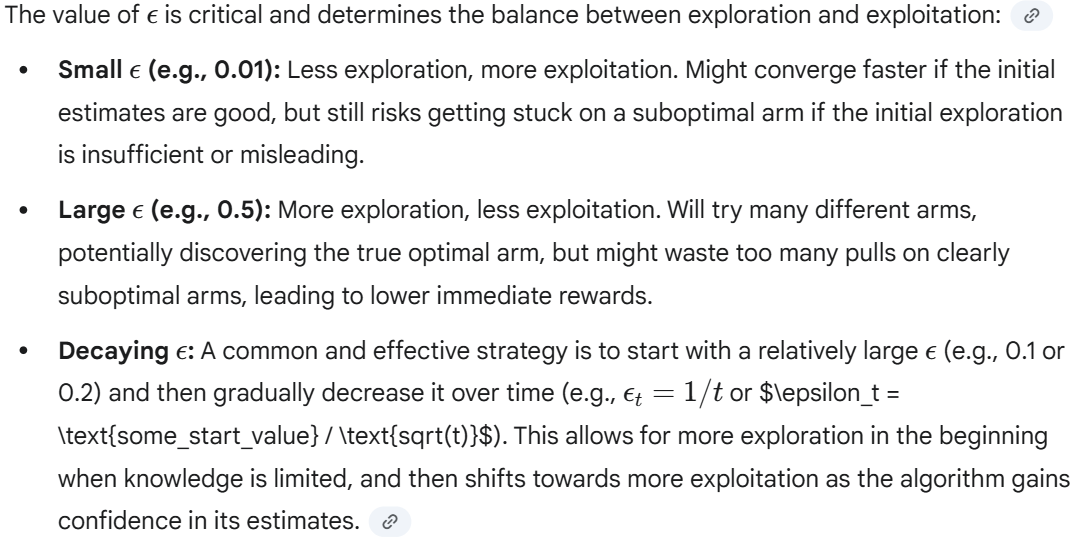 The value of ϵ is critical and determines the balance between exploration and exploitation:
• Small ϵ (e.g., 0.01): Less exploration, more exploitation. Might converge faster if the initial
estimates are good, but still risks getting stuck on a suboptimal arm if the initial exploration
is insufficient or misleading.
• Large ϵ (e.g., 0.5): More exploration, less exploitation. Will try many different arms,
potentially discovering the true optimal arm, but might waste too many pulls on clearly
suboptimal arms, leading to lower immediate rewards.
• Decaying ϵ: A common and effective strategy is to start with a relatively large ϵ (e.g., 0.1 or
0.2) and then gradually decrease it over time (e.g., ϵₜ = 1/t or $\epsilon_t =
\text{some_start_value} / \text{sqrt(t)}$). This allows for more exploration in the beginning
when knowledge is limited, and then shifts towards more exploitation as the algorithm gains
confidence in its estimates.